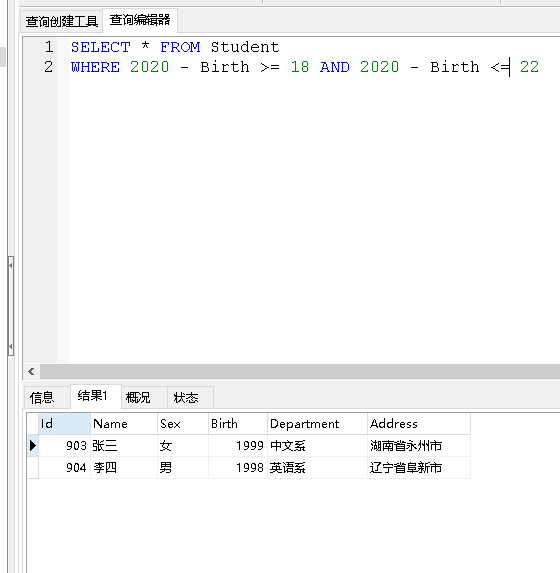 查询创建工具 查询编辑器
1 SELECT * FROM Student
2 WHERE 2020 - Birth >= 18 AND 2020 - Birth <= 22
信息 结果1 概况 状态
Id Name Sex Birth Department Address
903 张三 女 1999 中文系 湖南省永州市
904 李四 男 1998 英语系 辽宁省阜新市